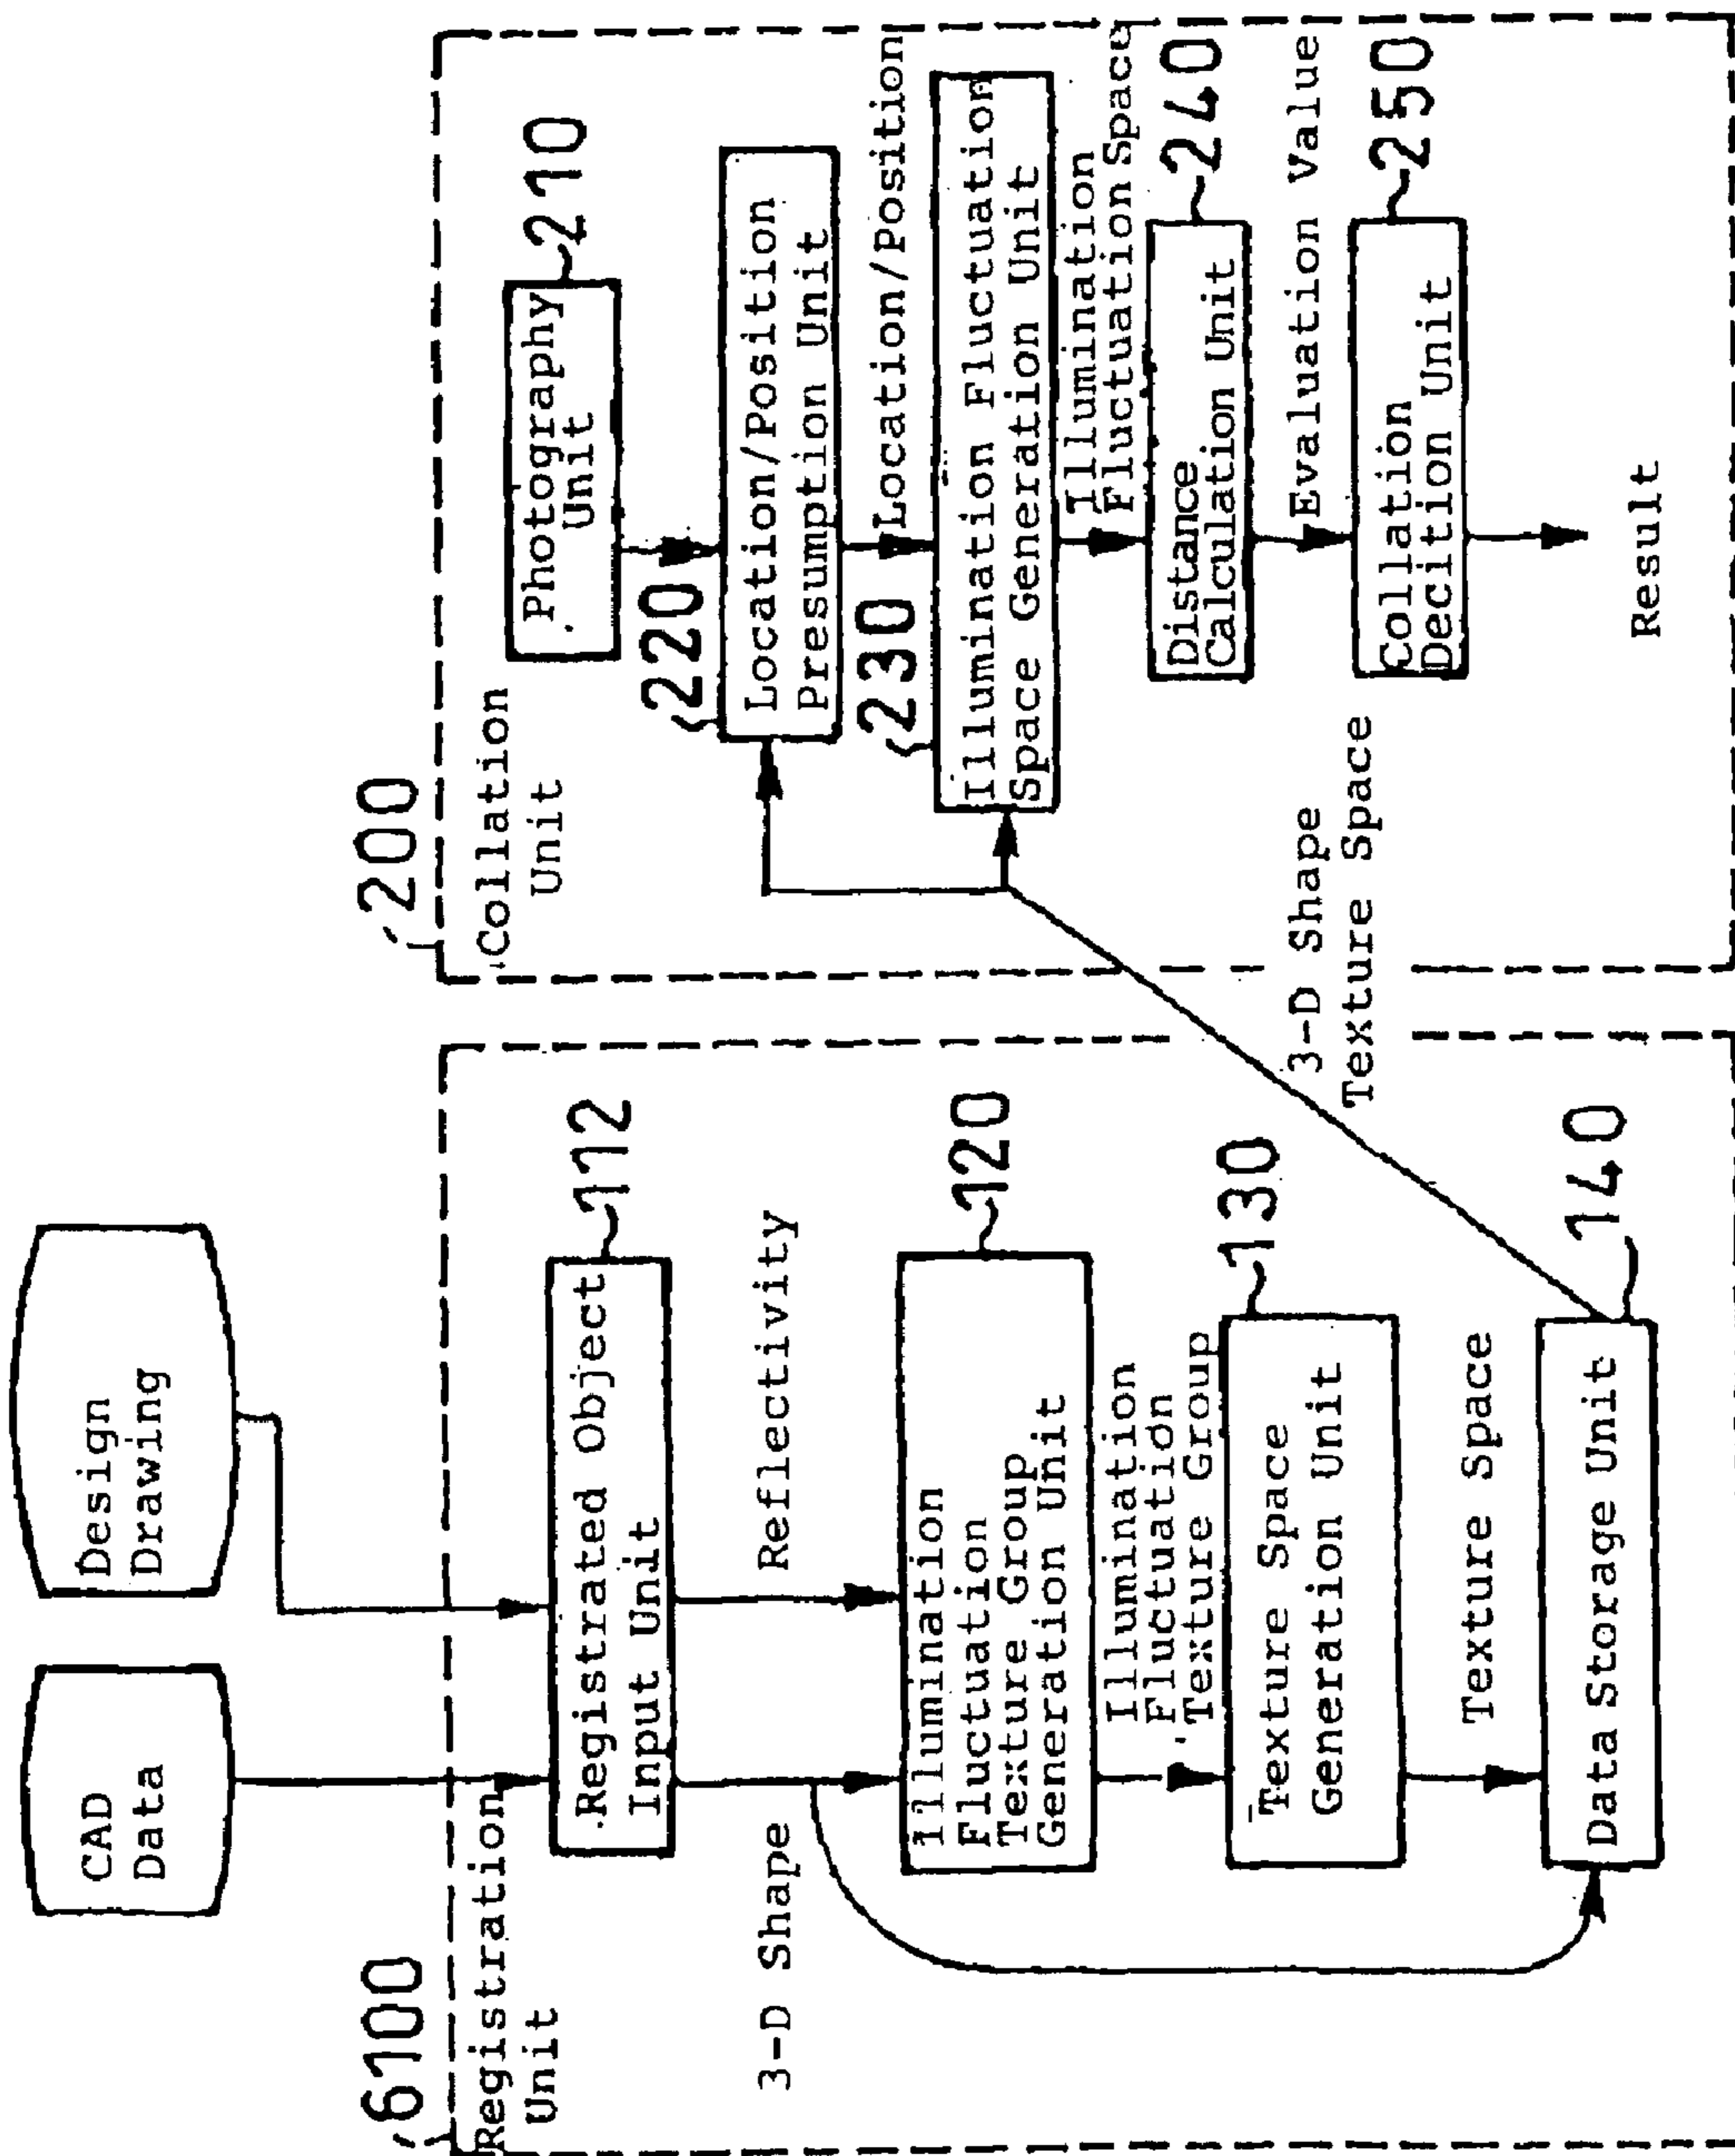 CAD
Data
Design
Drawing
6100
Registration
Unit
Registrated Object
Input Unit
112
3-D Shape
Reflectivity
Illumination
Fluctuation
Texture Group
Generation Unit
120
Illumination
Fluctuation
Texture Group
Texture Space
Generation Unit
130
Texture Space
Data Storage Unit
140
3-D Shape
Texture Space
200
Collation
Unit
Photography
Unit
210
220
Location/Position
Presumption Unit
Location/Position
230
Illumination Fluctuation
Space Generation Unit
Illumination
Fluctuation Space
Distance
Calculation Unit
240
Evaluation Value
Collation
Decition Unit
250
Result